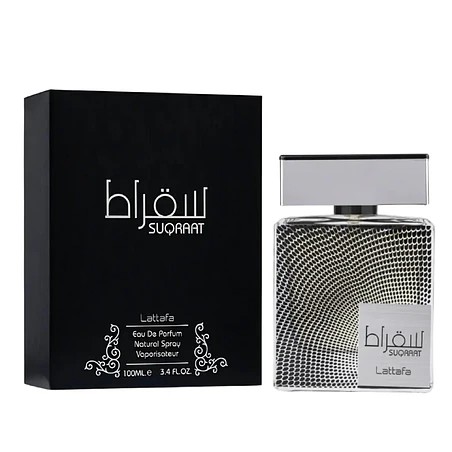 سقراط
SUQRAAT
Lattafa
Eau De Parfum
Natural Spray
Vaporisateur
100ML.e 3.4 FL.OZ.
سقراط
SUQRAAT
Lattafa